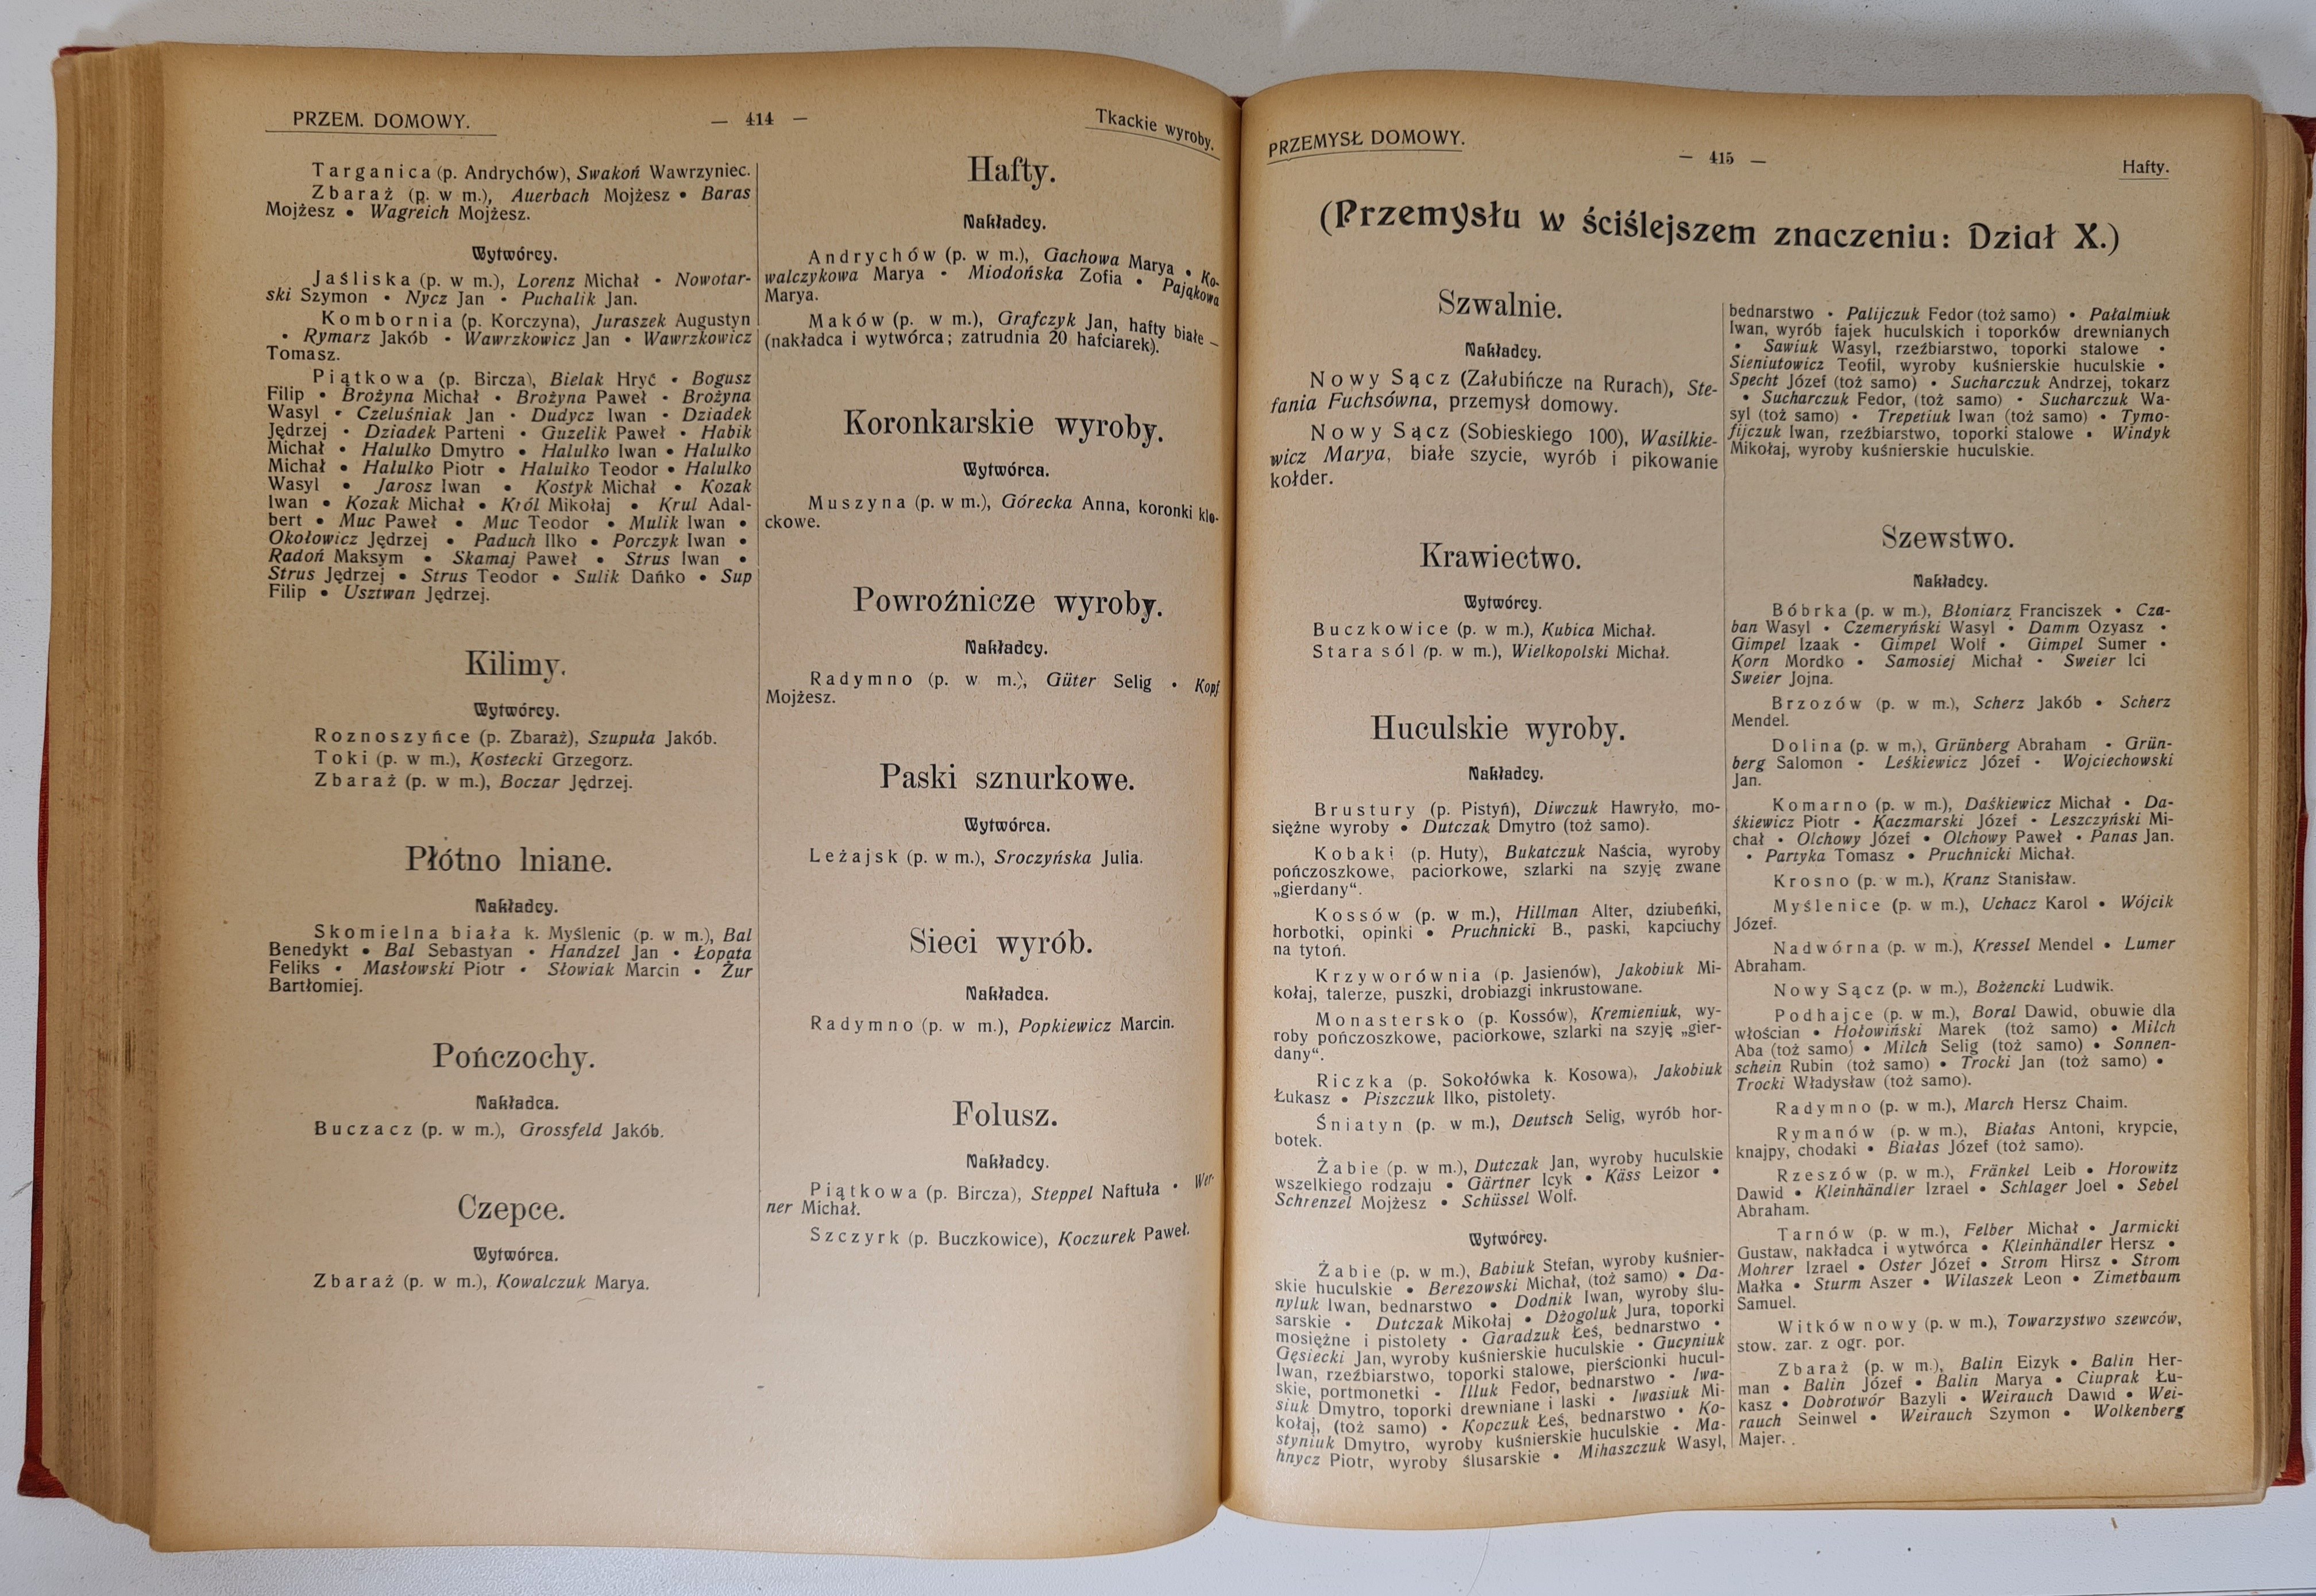 PRZEM. DOMOWY.
— 414 —
Tkackie wyroby.
Targanica (p. Andrychów), Swakoń Wawrzyniec.
Zbaraż (p. w m.), Auerbach Mojżesz • Baras
Mojżesz • Wagreich Mojżesz.
Wytwórcy.
Jaśliska (p. w m.), Lorenz Michał • Nowotar-
ski Szymon • Nycz Jan • Puchalik Jan.
Kombornia (p. Korczyna), Juraszek Augustyn
• Rymarz Jakób • Wawrzkowicz Jan • Wawrzkowicz
Tomasz.
Piątkowa (p. Bircza), Bielak Hryć • Bogusz
Filip • Brożyna Michał • Brożyna Paweł • Brożyna
Wasyl • Czeluśniak Jan • Dudycz Iwan • Dziadek
Jędrzej • Dziadek Parteni • Guzelik Paweł • Habik
Michał • Halulko Dmytro • Halulko Iwan • Halulko
Michał • Halulko Piotr • Halulko Teodor • Halulko
Wasyl • Jarosz Iwan • Kostyk Michał • Kozak
Iwan • Kozak Michał • Król Mikołaj • Krul Adal-
bert • Muc Paweł • Muc Teodor • Mulik Iwan •
Okołowicz Jędrzej • Paduch Ilko • Porczyk Iwan •
Radoń Maksym • Skamaj Paweł • Strus Iwan •
Strus Jędrzej • Strus Teodor • Sulik Dańko • Sup
Filip • Usztwan Jędrzej.
Kilimy.
Wytwórcy.
Roznoszyńce (p. Zbaraż), Szupuła Jakób.
Toki (p. w m.), Kostecki Grzegorz.
Zbaraż (p. w m.), Boczar Jędrzej.
Płótno lniane.
Nakładcy.
Skomielna biała k. Myślenic (p. w m.), Bal
Benedykt • Bal Sebastyan • Handzel Jan • Łopata
Feliks • Masłowski Piotr • Słowiak Marcin • Żur
Bartłomiej.
Pończochy.
Nakładca.
Buczacz (p. w m.), Grossfeld Jakób.
Czepce.
Wytwórca.
Zbaraż (p. w m.), Kowalczuk Marya.
Hafty.
Nakładcy.
Andrychów (p. w m.), Gachowa Marya • Ko-
walczykowa Marya • Miodońska Zofia • Pająkowa
Marya.
Maków (p. w m.), Grafczyk Jan, hafty białe —
(nakładca i wytwórca; zatrudnia 20 hafciarek).
Koronkarskie wyroby.
Wytwórca.
Muszyna (p. w m.), Górecka Anna, koronki klo-
ckowe.
Powroźnicze wyroby.
Nakładcy.
Radymno (p. w m.), Güter Selig • Kopf
Mojżesz.
Paski sznurkowe.
Wytwórca.
Leżajsk (p. w m.), Sroczyńska Julia.
Sieci wyrób.
Nakładca.
Radymno (p. w m.), Popkiewicz Marcin.
Folusz.
Nakładcy.
Piątkowa (p. Bircza), Steppel Naftuła • Wer-
ner Michał.
Szczyrk (p. Buczkowice), Koczurek Paweł.
PRZEMYSŁ DOMOWY.
— 415 —
Hafty.
(Przemysłu w ściślejszem znaczeniu: Dział X.)
Szwalnie.
Nakładcy.
Nowy Sącz (Załubińcze na Rurach), Ste-
fania Fuchsówna, przemysł domowy.
Nowy Sącz (Sobieskiego 100), Wasilkie-
wicz Marya, białe szycie, wyrób i pikowanie
kołder.
Krawiectwo.
Wytwórcy.
Buczkowice (p. w m.), Kubica Michał.
Stara sól (p. w m.), Wielkopolski Michał.
Huculskie wyroby.
Nakładcy.
Brustury (p. Pistyń), Diwczuk Hawryło, mo-
siężne wyroby • Dutczak Dmytro (toż samo).
Kobaki (p. Huty), Bukatczuk Naścia, wyroby
pończoszkowe, paciorkowe, szlarki na szyję zwane
„gierdany“.
Kossów (p. w m.), Hillman Alter, dziubeńki,
horbotki, opinki • Pruchnicki B., paski, kapciuchy
na tytoń.
Krzyworównia (p. Jasienów), Jakobiuk Mi-
kołaj, talerze, puszki, drobiazgi inkrustowane.
Monastersko (p. Kossów), Kremieniuk, wy-
roby pończoszkowe, paciorkowe, szlarki na szyję „gier-
dany“.
Riczka (p. Sokołówka k. Kosowa), Jakobiuk
Łukasz • Piszczuk Ilko, pistolety.
Śniatyn (p. w m.), Deutsch Selig, wyrób hor-
botek.
Żabie (p. w m.), Dutczak Jan, wyroby huculskie
wszelkiego rodzaju • Gärtner Icyk • Käss Leizor •
Schrenzel Mojżesz • Schüssel Wolf.
Wytwórcy.
Żabie (p. w m.), Babiuk Stefan, wyroby kuśnier-
skie huculskie • Berezowski Michał, (toż samo) • Da-
nyluk Iwan, bednarstwo • Dodnik Iwan, wyroby ślu-
sarskie • Dutczak Mikołaj • Dżogoluk Jura, toporki
mosiężne i pistolety • Garadzuk Łeś, bednarstwo •
Gęsiecki Jan, wyroby kuśnierskie huculskie • Gucyniuk
Iwan, rzeźbiarstwo, toporki stalowe, pierścionki hucul-
skie, portmonetki • Illuk Fedor, bednarstwo • Iwa-
siuk Dmytro, toporki drewniane i laski • Iwasiuk Mi-
kołaj, (toż samo) • Kopczuk Łeś, bednarstwo • Ko-
styniuk Dmytro, wyroby kuśnierskie huculskie • Ma-
hnycz Piotr, wyroby ślusarskie • Mihaszczuk Wasyl,
bednarstwo • Palijczuk Fedor (toż samo) • Pałalmiuk
Iwan, wyrób fajek huculskich i toporków drewnianych
• Sawiuk Wasyl, rzeźbiarstwo, toporki stalowe •
Sieniutowicz Teofil, wyroby kuśnierskie huculskie •
Specht Józef (toż samo) • Sucharczuk Andrzej, tokarz
• Sucharczuk Fedor, (toż samo) • Sucharczuk Wa-
syl (toż samo) • Trepetiuk Iwan (toż samo) • Tymo-
fijczuk Iwan, rzeźbiarstwo, toporki stalowe • Windyk
Mikołaj, wyroby kuśnierskie huculskie.
Szewstwo.
Nakładcy.
Bóbrka (p. w m.), Błoniarz Franciszek • Cza-
ban Wasyl • Czemeryński Wasyl • Damm Ozyasz •
Gimpel Izaak • Gimpel Wolf • Gimpel Sumer •
Korn Mordko • Samosiej Michał • Sweier Ici
Sweier Jojna.
Brzozów (p. w m.), Scherz Jakób • Scherz
Mendel.
Dolina (p. w m.), Grünberg Abraham • Grün-
berg Salomon • Leśkiewicz Józef • Wojciechowski
Jan.
Komarno (p. w m.), Daśkiewicz Michał • Da-
śkiewicz Piotr • Kaczmarski Józef • Leszczyński Mi-
chał • Olchowy Józef • Olchowy Paweł • Panas Jan.
• Partyka Tomasz • Pruchnicki Michał.
Krosno (p. w m.), Kranz Stanisław.
Myślenice (p. w m.), Uchacz Karol • Wójcik
Józef.
Nadwórna (p. w m.), Kressel Mendel • Lumer
Abraham.
Nowy Sącz (p. w m.), Bożencki Ludwik.
Podhajce (p. w m.), Boral Dawid, obuwie dla
włościan • Hołowiński Marek (toż samo) • Milch
Aba (toż samo) • Milch Selig (toż samo) • Sonnen-
schein Rubin (toż samo) • Trocki Jan (toż samo) •
Trocki Władysław (toż samo).
Radymno (p. w m.), March Hersz Chaim.
Rymanów (p. w m.), Białas Antoni, krypcie,
knajpy, chodaki • Białas Józef (toż samo).
Rzeszów (p. w m.), Fränkel Leib • Horowitz
Dawid • Kleinhändler Izrael • Schlager Joel • Sebel
Abraham.
Tarnów (p. w m.), Felber Michał • Jarmicki
Gustaw, nakładca i wytwórca • Kleinhändler Hersz •
Mohrer Izrael • Oster Józef • Strom Hirsz • Strom
Małka • Sturm Aszer • Wilaszek Leon • Zimetbaum
Samuel.
Witków nowy (p. w m.), Towarzystwo szewców,
stow. zar. z ogr. por.
Zbaraż (p. w m.), Balin Eizyk • Balin Her-
man • Balin Józef • Balin Marya • Ciuprak Łu-
kasz • Dobrotwór Bazyli • Weirauch Dawid • Wei-
rauch Seinwel • Weirauch Szymon • Wolkenberg
Majer.